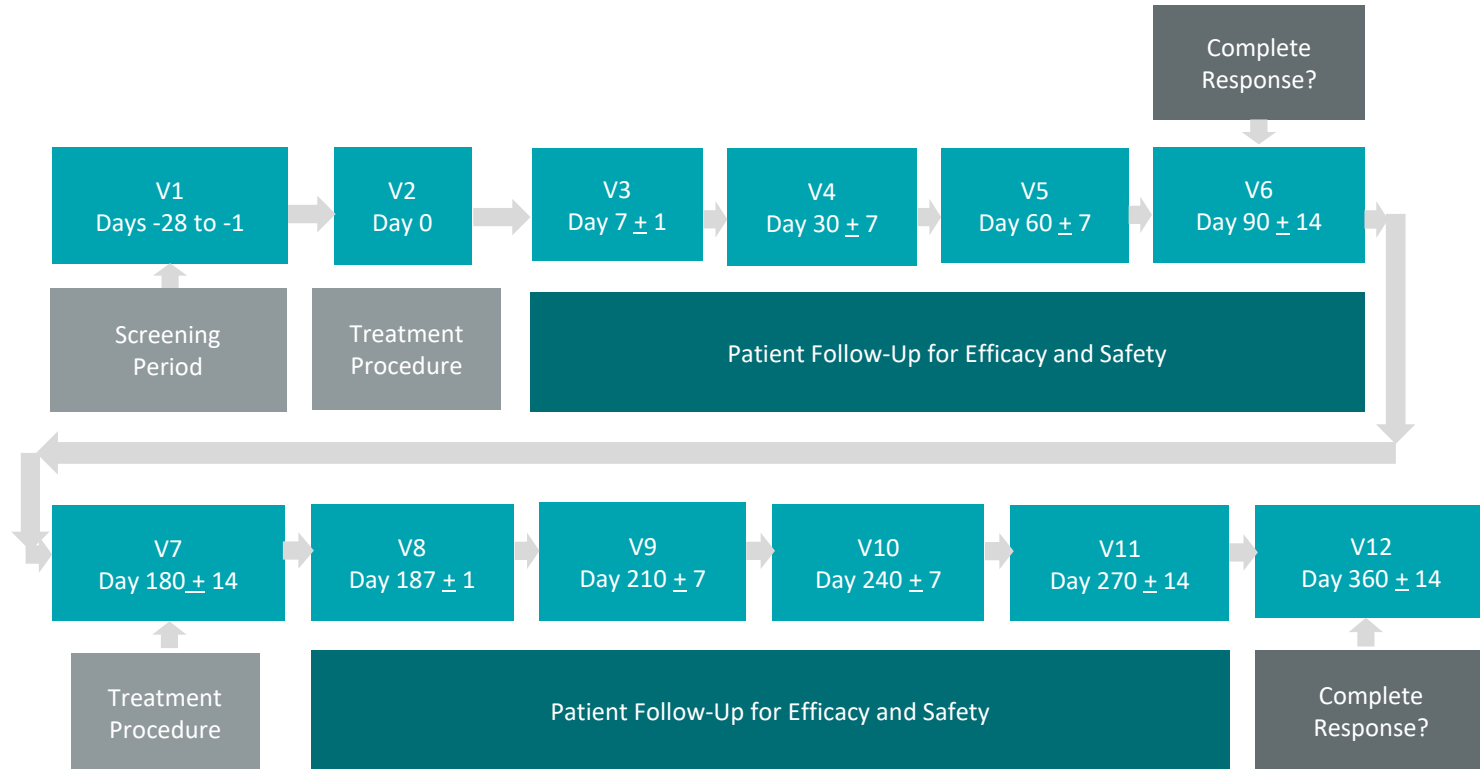 Complete
Response?
V1
Days -28 to -1
V2
Day 0
V3
Day 7 ± 1
V4
Day 30 ± 7
V5
Day 60 ± 7
V6
Day 90 ± 14
Screening
Period
Treatment
Procedure
Patient Follow-Up for Efficacy and Safety
V7
Day 180 ± 14
V8
Day 187 ± 1
V9
Day 210 ± 7
V10
Day 240 ± 7
V11
Day 270 ± 14
V12
Day 360 ± 14
Treatment
Procedure
Patient Follow-Up for Efficacy and Safety
Complete
Response?